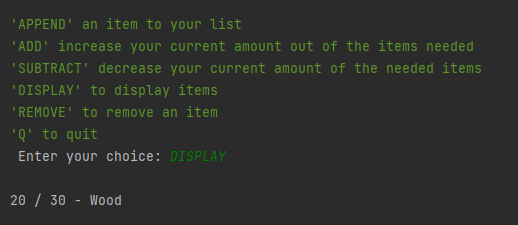 'APPEND' an item to your list
'ADD' increase your current amount out of the items needed
'SUBTRACT' decrease your current amount of the needed items
'DISPLAY' to display items
'REMOVE' to remove an item
'Q' to quit
Enter your choice: DISPLAY
20 / 30 - Wood